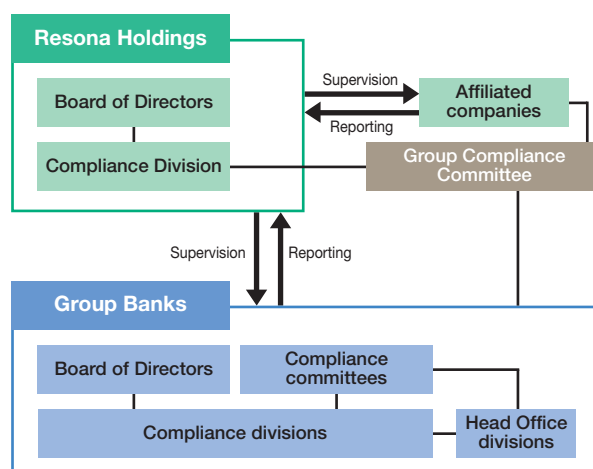 Resona Holdings
Board of Directors
Compliance Division
Supervision
Reporting
Affiliated
companies
Group Compliance
Committee
Supervision
Reporting
Group Banks
Board of Directors
Compliance
committees
Compliance divisions
Head Office
divisions